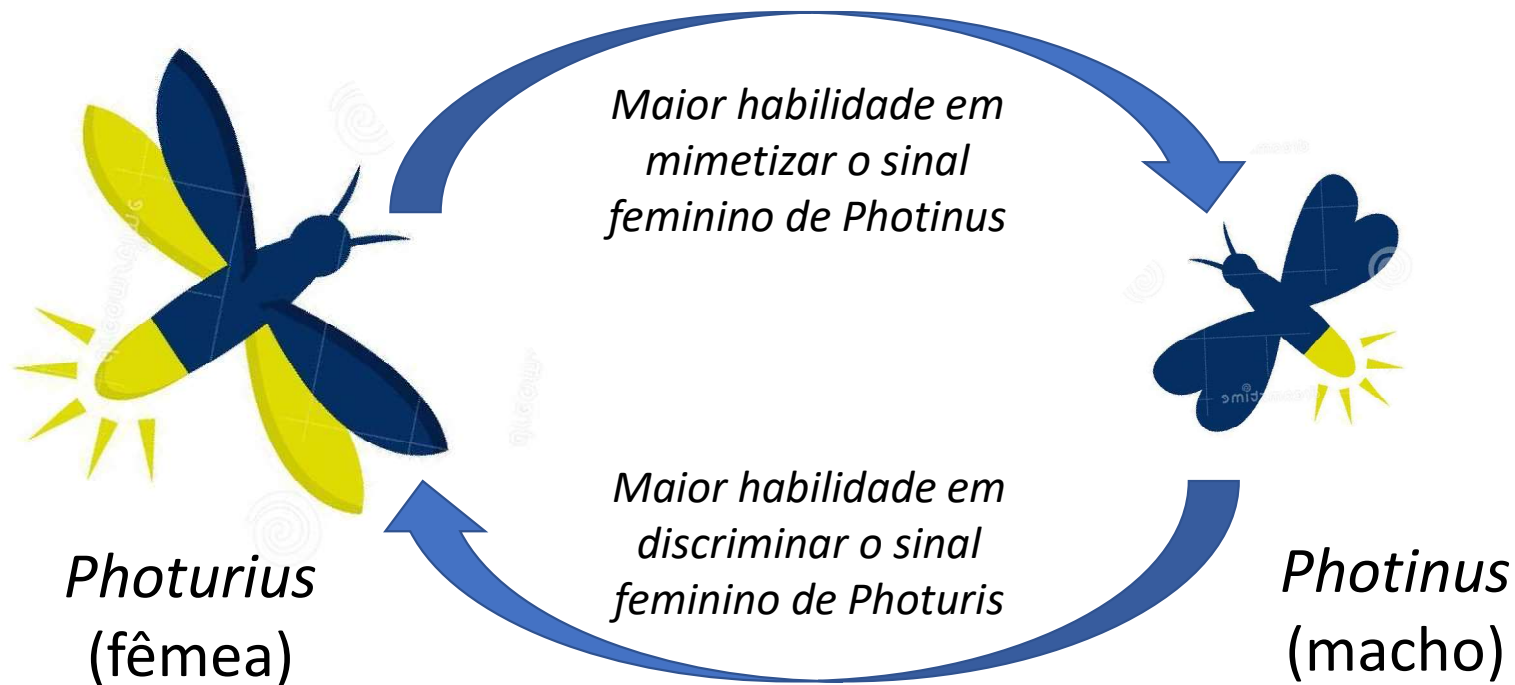 Maior habilidade em
mimetizar o sinal
feminino de Photinus
Maior habilidade em
discriminar o sinal
feminino de Photuris
Photurius
(fêmea)
Photinus
(macho)